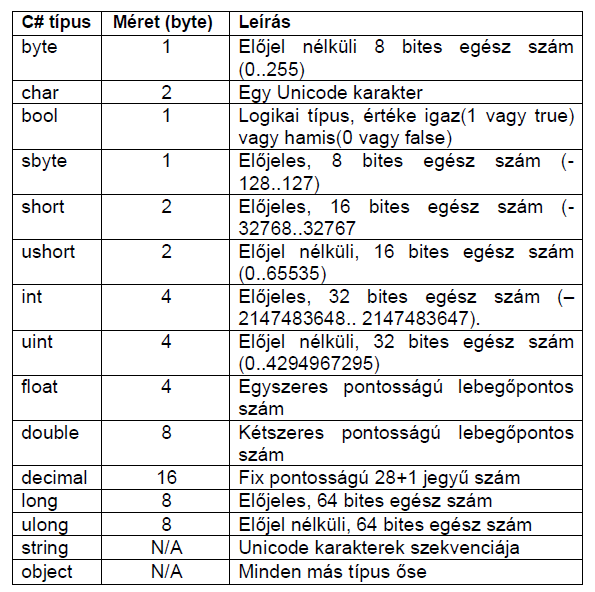 C# típus Méret (byte) Leírás
byte 1 Előjel nélküli 8 bites egész szám
(0..255)
char 2 Egy Unicode karakter
bool 1 Logikai típus, értéke igaz(1 vagy true)
vagy hamis(0 vagy false)
sbyte 1 Előjeles, 8 bites egész szám (-
128..127)
short 2 Előjeles, 16 bites egész szám (-
32768..32767
ushort 2 Előjel nélküli, 16 bites egész szám
(0..65535)
int 4 Előjeles, 32 bites egész szám (–
2147483648.. 2147483647).
uint 4 Előjel nélküli, 32 bites egész szám
(0..4294967295)
float 4 Egyszeres pontosságú lebegőpontos
szám
double 8 Kétszeres pontosságú lebegőpontos
szám
decimal 16 Fix pontosságú 28+1 jegyű szám
long 8 Előjeles, 64 bites egész szám
ulong 8 Előjel nélküli, 64 bites egész szám
string N/A Unicode karakterek szekvenciája
object N/A Minden más típus őse